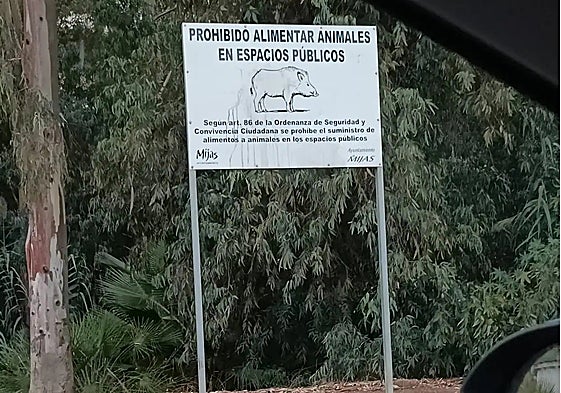 PROHIBIDO ALIMENTAR ANIMALES
EN ESPACIOS PÚBLICOS
Según art. 86 de la Ordenanza de Seguridad y
Convivencia Ciudadana se prohibe el suministro de
alimentos a animales en los espacios públicos
Mijas
Ayuntamiento
MIJAS